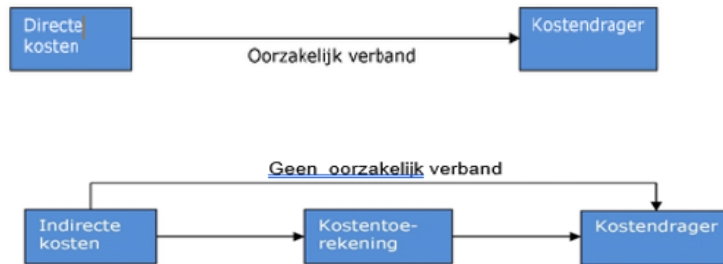 Directe
kosten
Oorzakelijk verband
Kostendrager
Geen oorzakelijk verband
Indirecte
kosten
Kostentoe-
rekening
Kostendrager